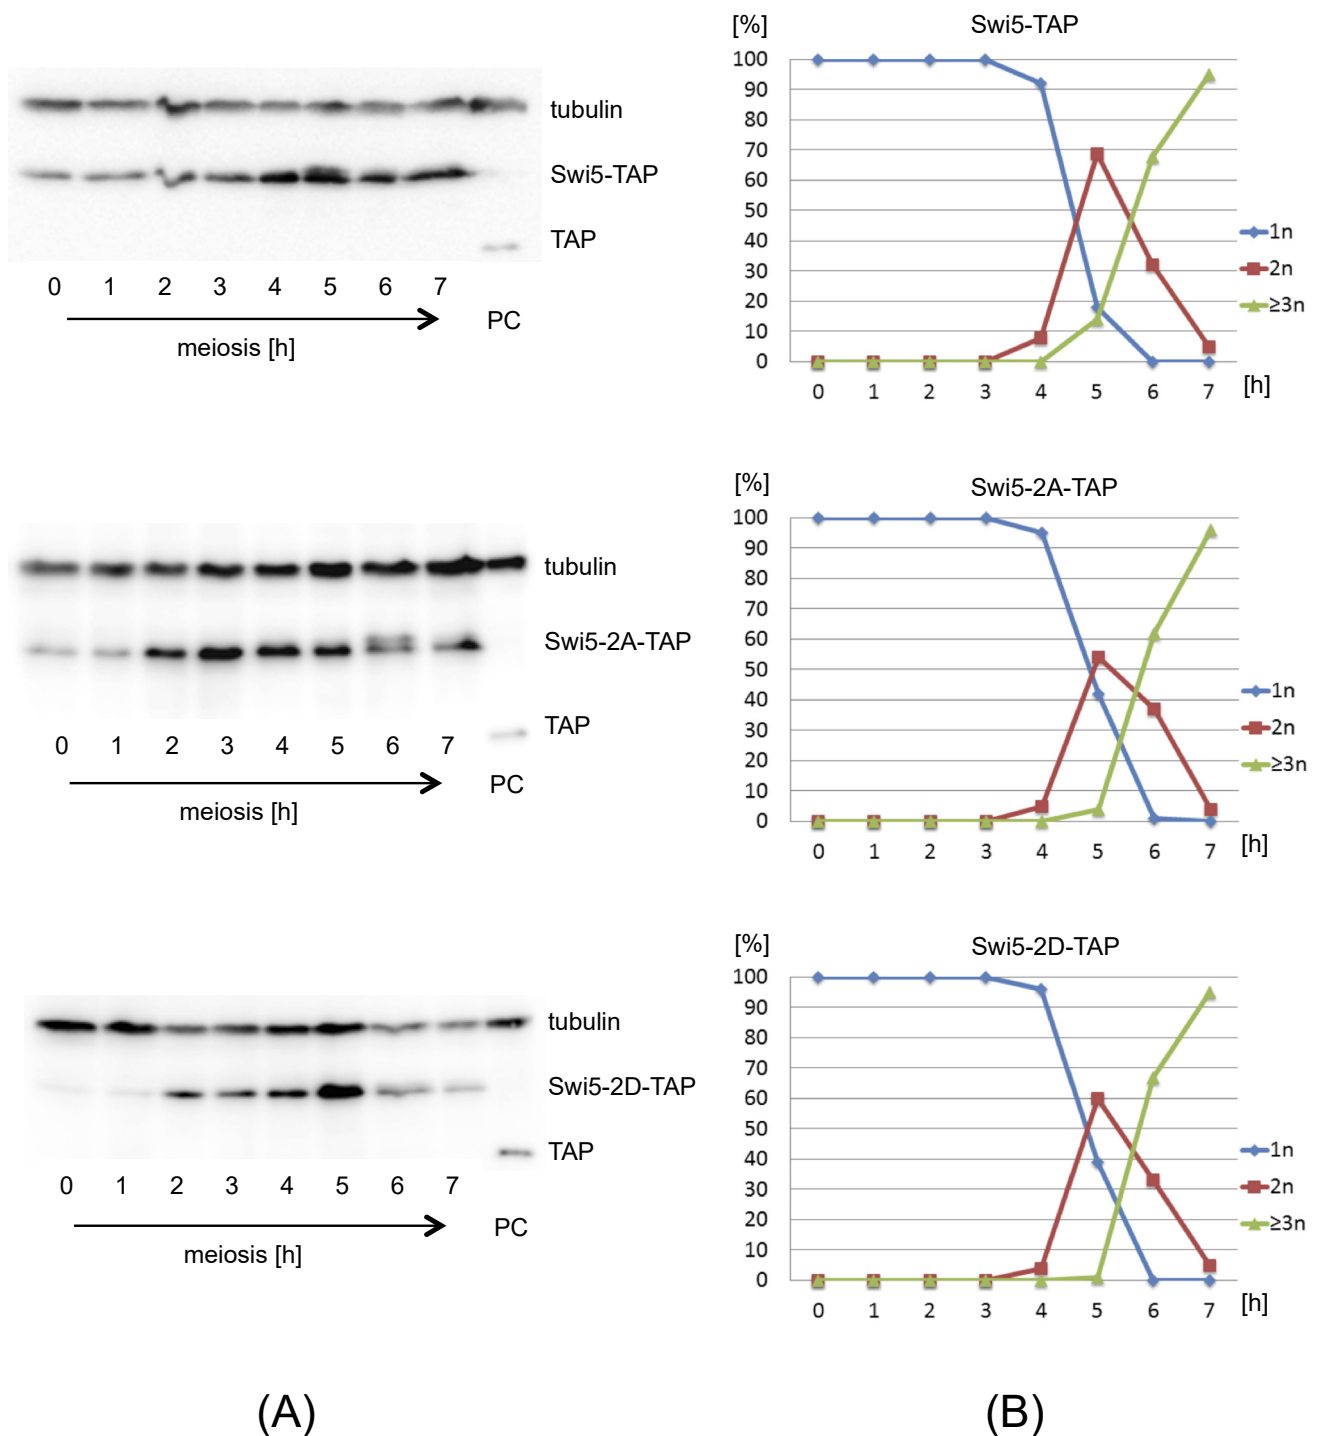 tubulin
Swi5-TAP
TAP
0 1 2 3 4 5 6 7
PC
meiosis [h]
[%]
Swi5-TAP
100
90
80
70
60
50
40
30
20
10
0
0 1 2 3 4 5 6 7
[h]
1n
2n
≥3n
tubulin
Swi5-2A-TAP
TAP
0 1 2 3 4 5 6 7
PC
meiosis [h]
[%]
Swi5-2A-TAP
100
90
80
70
60
50
40
30
20
10
0
0 1 2 3 4 5 6 7
[h]
1n
2n
≥3n
tubulin
Swi5-2D-TAP
TAP
0 1 2 3 4 5 6 7
PC
meiosis [h]
[%]
Swi5-2D-TAP
100
90
80
70
60
50
40
30
20
10
0
0 1 2 3 4 5 6 7
[h]
1n
2n
≥3n
(A)
(B)